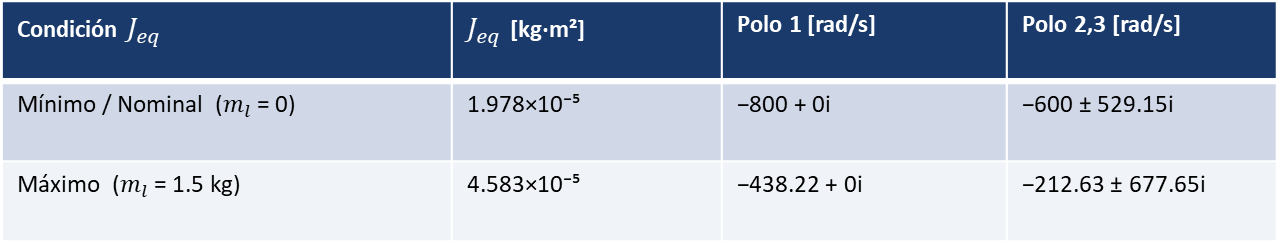 Condición J_eq	J_eq [kg·m²]	Polo 1 [rad/s]	Polo 2,3 [rad/s]
Mínimo / Nominal (m_l = 0)	1.978×10⁻⁵	−800 + 0i	−600 ± 529.15i
Máximo (m_l = 1.5 kg)	4.583×10⁻⁵	−438.22 + 0i	−212.63 ± 677.65i